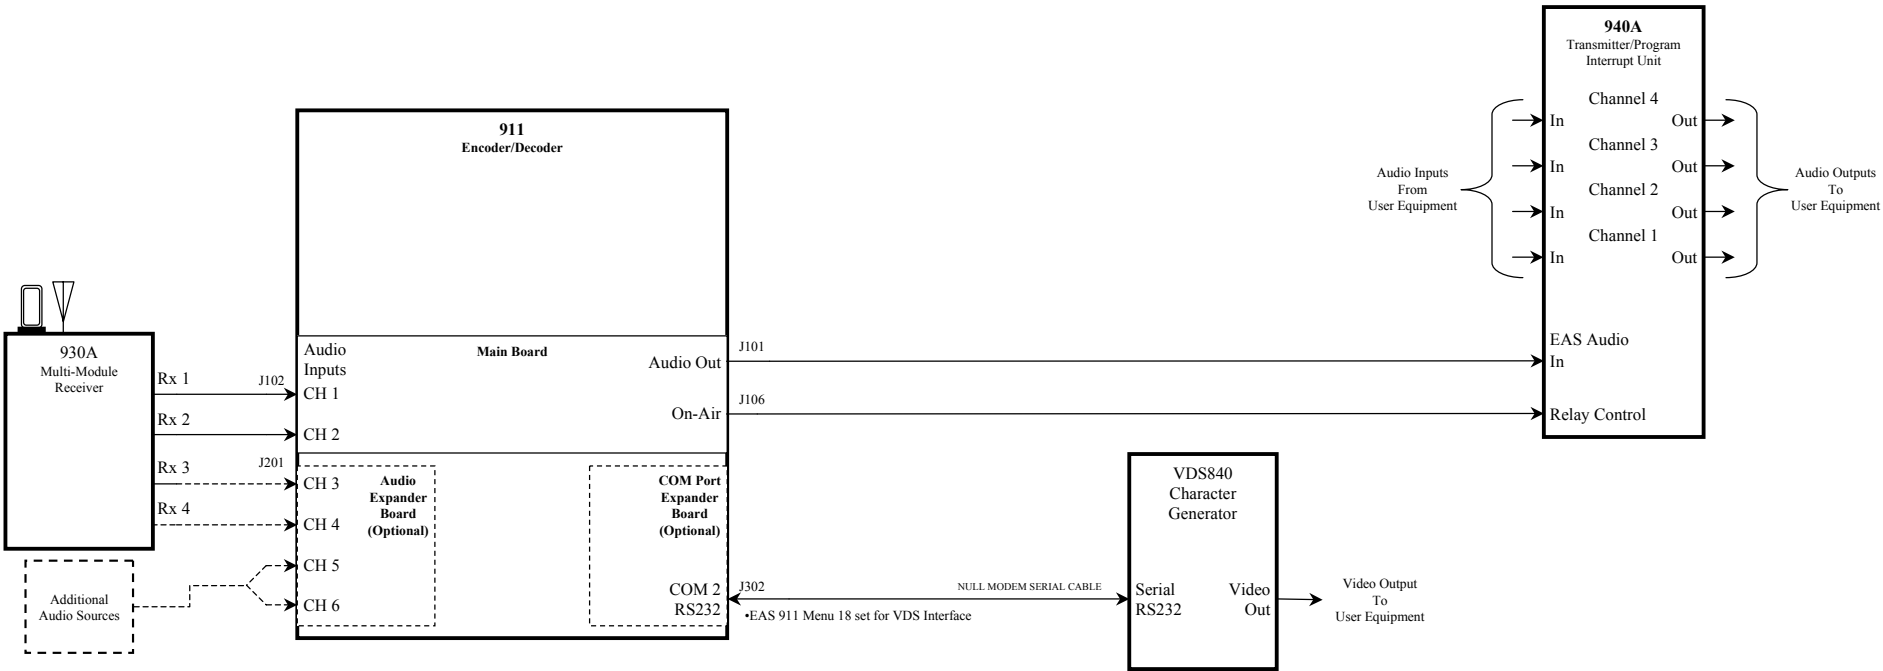 930A
Multi-Module
Receiver
Rx 1
Rx 2
Rx 3
Rx 4
Additional
Audio Sources
J102
J201
911
Encoder/Decoder
Audio
Inputs
CH 1
CH 2
Main Board
Audio Out
On-Air
CH 3
CH 4
CH 5
CH 6
Audio
Expander
Board
(Optional)
COM Port
Expander
Board
(Optional)
COM 2
RS232
J101
J106
J302
NULL MODEM SERIAL CABLE
•EAS 911 Menu 18 set for VDS Interface
VDS840
Character
Generator
Serial
RS232
Video
Out
Video Output
To
User Equipment
940A
Transmitter/Program
Interrupt Unit
Channel 4
In
Out
Channel 3
In
Out
Channel 2
In
Out
Channel 1
In
Out
EAS Audio
In
Relay Control
Audio Inputs
From
User Equipment
Audio Outputs
To
User Equipment